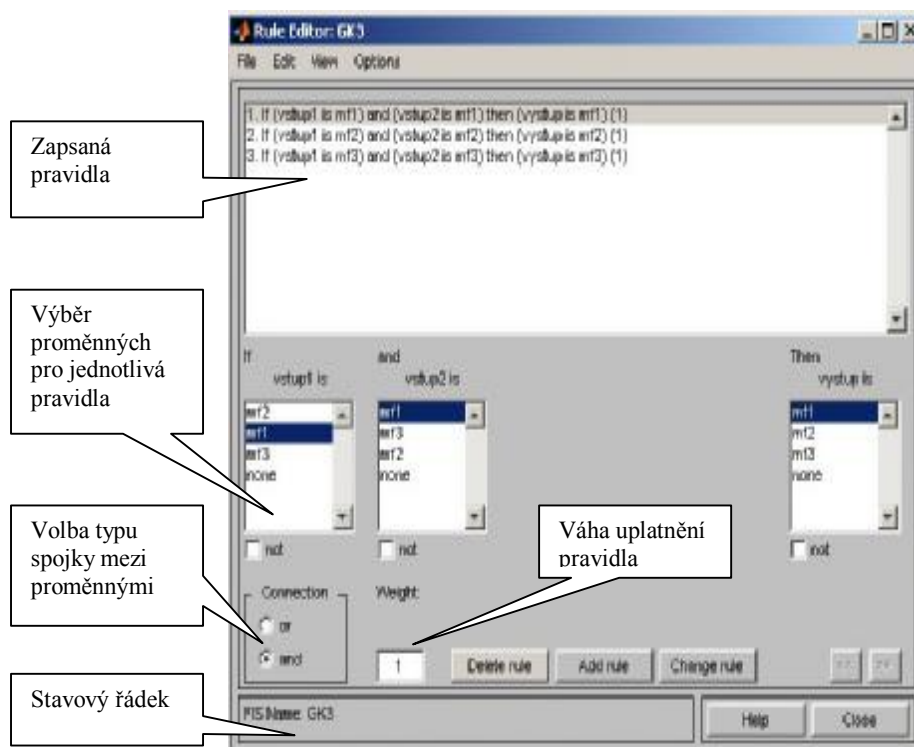 Rule Editor: GK3
File Edit View Options
1. If (vstup1 is mf1) and (vstup2 is mf1) then (vystup is mf1) (1)
2. If (vstup1 is mf2) and (vstup2 is mf2) then (vystup is mf2) (1)
3. If (vstup1 is mf3) and (vstup2 is mf3) then (vystup is mf3) (1)
Zapsaná
pravidla
Výběr
proměnných
pro jednotlivá
pravidla
If
vstup1 is
mf2
mf1
mf3
none
not
and
vstup2 is
mf1
mf3
mf2
none
not
Then
vystup is
mf1
mf2
mf3
none
not
Volba typu
spojky mezi
proměnnými
Váha uplatnění
pravidla
Connection
or
and
Weight:
1
Delete rule
Add rule
Change rule
<<
>>
Stavový řádek
FIS Name: GK3
Help
Close